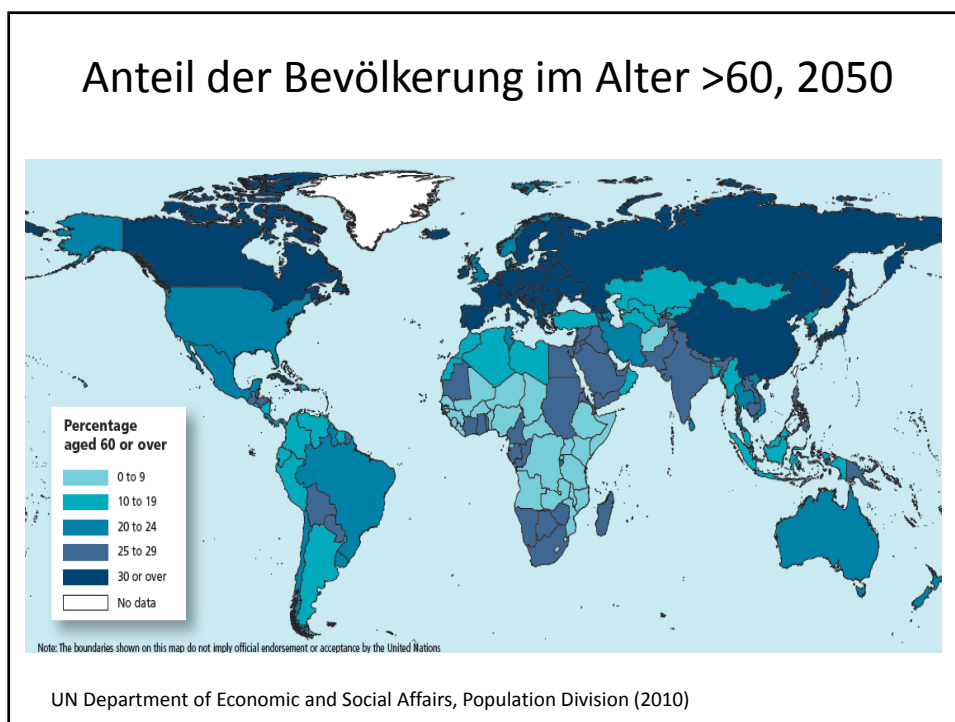 Anteil der Bevölkerung im Alter >60, 2050
Percentage
aged 60 or over
0 to 9
10 to 19
20 to 24
25 to 29
30 or over
No data
Note: The boundaries shown on this map do not imply official endorsement or acceptance by the United Nations
UN Department of Economic and Social Affairs, Population Division (2010)